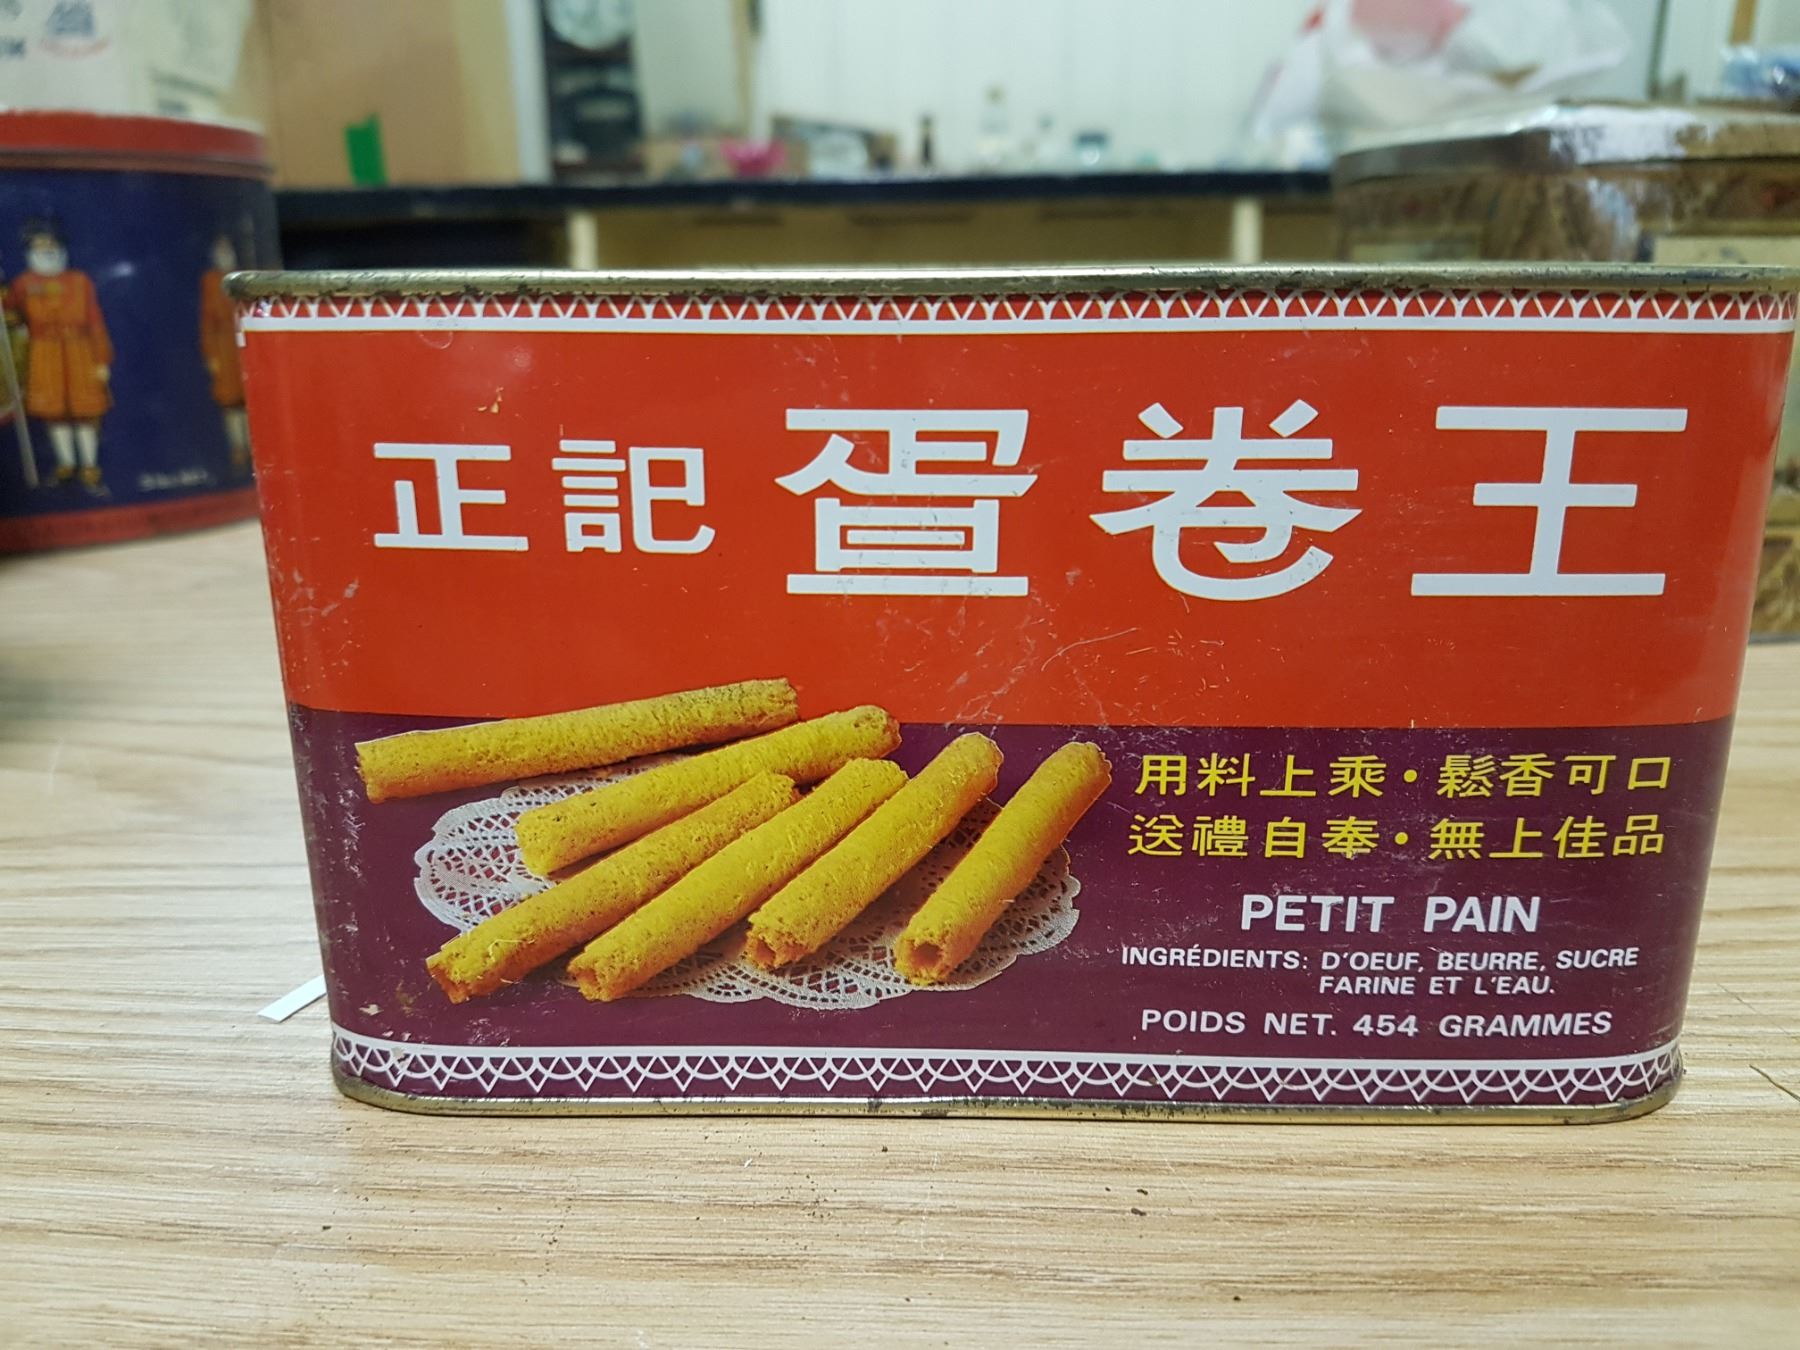 正記 蛋卷王
用料上乘·鬆香可口
送禮自奉·無上佳品
PETIT PAIN
INGRÉDIENTS: D'OEUF, BEURRE, SUCRE
FARINE ET L'EAU.
POIDS NET. 454 GRAMMES